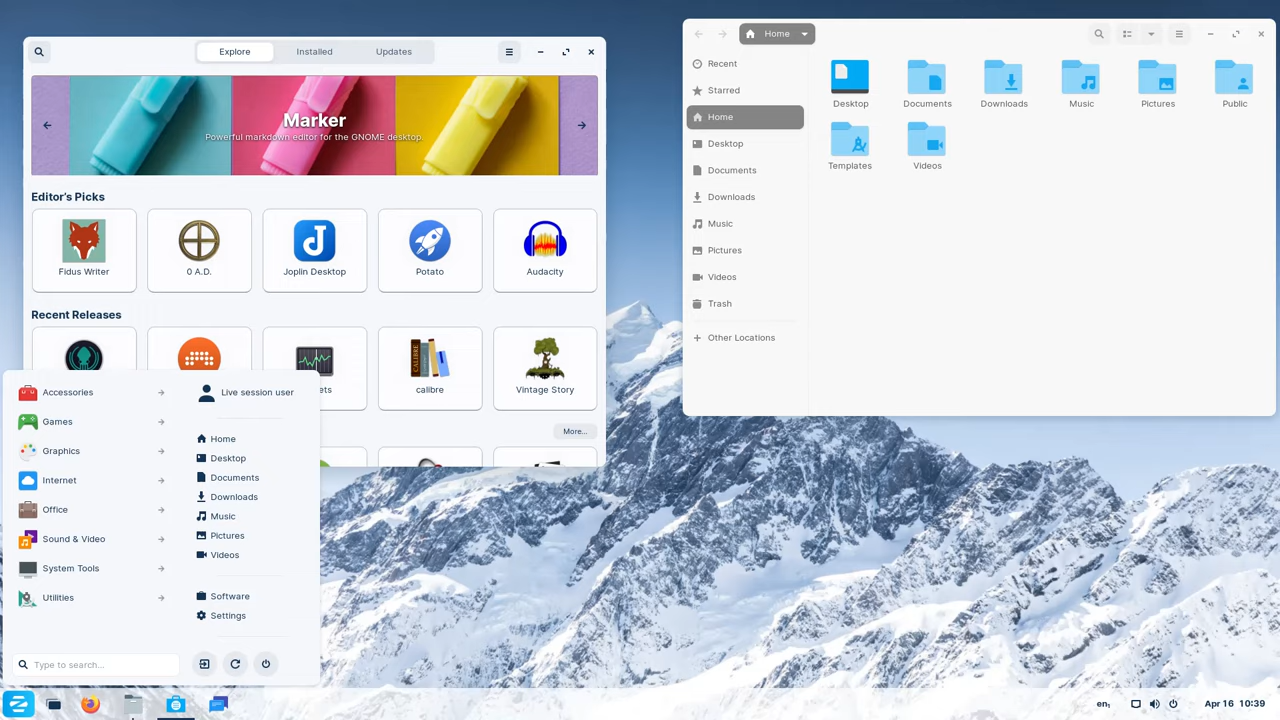 Explore
Installed
Updates
Marker
Powerful markdown editor for the GNOME desktop.
Editor's Picks
Fidus Writer
0 A.D.
Joplin Desktop
Potato
Audacity
Recent Releases
calibre
Vintage Story
More...
Home
Recent
Starred
Home
Desktop
Documents
Downloads
Music
Pictures
Videos
Trash
Other Locations
Desktop
Documents
Downloads
Music
Pictures
Public
Templates
Videos
Accessories
Games
Graphics
Internet
Office
Sound & Video
System Tools
Utilities
Type to search...
Live session user
Home
Desktop
Documents
Downloads
Music
Pictures
Videos
Software
Settings
en₁
Apr 16 10:39